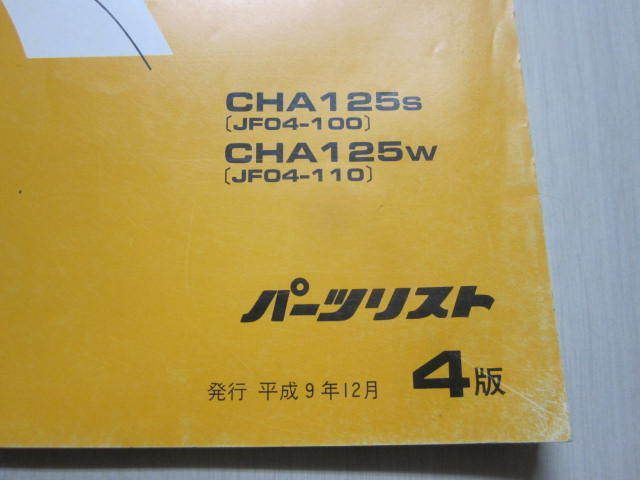 CHA125s
〔JF04-100〕
CHA125w
〔JF04-110〕
パーツリスト
発行 平成9年12月 4版